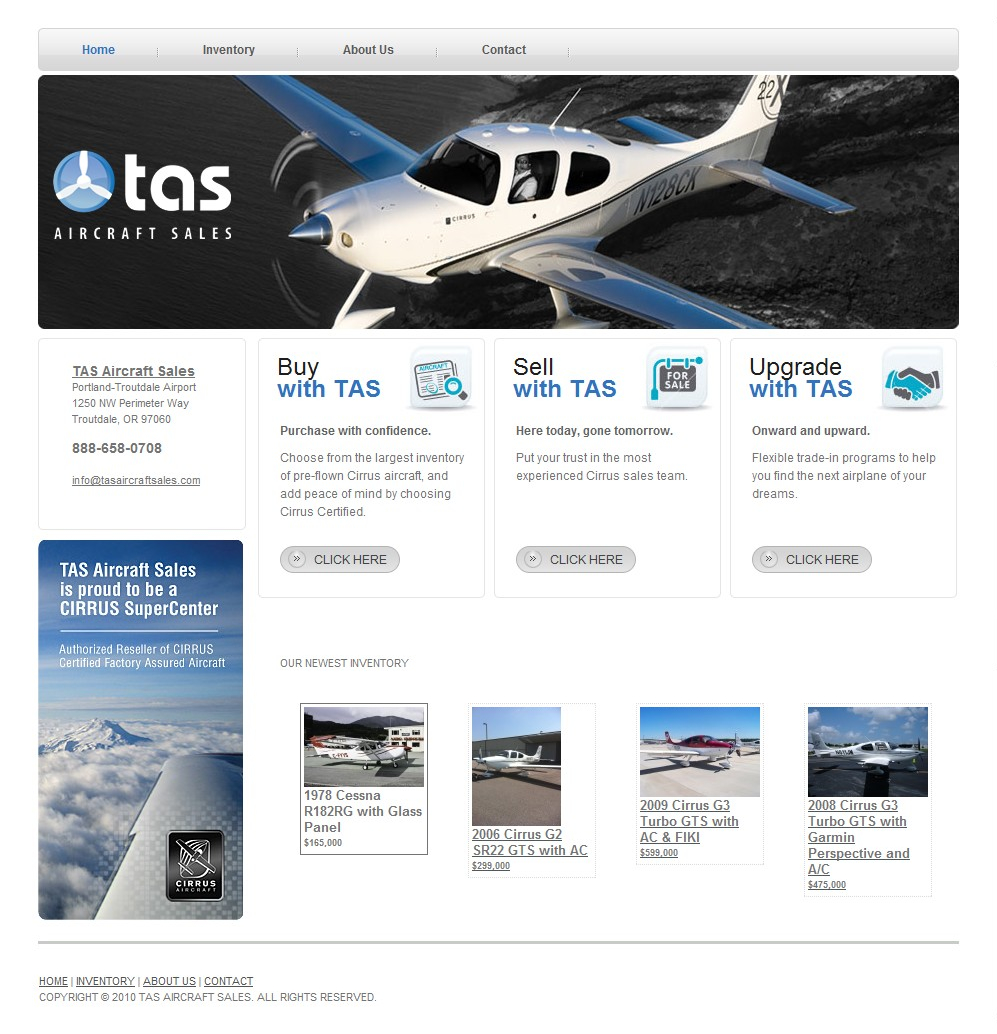 Home
Inventory
About Us
Contact
22X
N128CK
CIRRUS
tas
AIRCRAFT SALES
TAS Aircraft Sales
Portland-Troutdale Airport
1250 NW Perimeter Way
Troutdale, OR 97060
888-658-0708
info@tasaircraftsales.com
Buy
with TAS
AIRCRAFT
Purchase with confidence.
Choose from the largest inventory
of pre-flown Cirrus aircraft, and
add peace of mind by choosing
Cirrus Certified.
CLICK HERE
Sell
with TAS
FOR
SALE
Here today, gone tomorrow.
Put your trust in the most
experienced Cirrus sales team.
CLICK HERE
Upgrade
with TAS
Onward and upward.
Flexible trade-in programs to help
you find the next airplane of your
dreams.
CLICK HERE
TAS Aircraft Sales
is proud to be a
CIRRUS SuperCenter
Authorized Reseller of CIRRUS
Certified Factory Assured Aircraft
CIRRUS
AIRCRAFT
OUR NEWEST INVENTORY
1978 Cessna
R182RG with Glass
Panel
$165,000
2006 Cirrus G2
SR22 GTS with AC
$299,000
2009 Cirrus G3
Turbo GTS with
AC & FIKI
$599,000
2008 Cirrus G3
Turbo GTS with
Garmin
Perspective and
A/C
$475,000
HOME | INVENTORY | ABOUT US | CONTACT
COPYRIGHT © 2010 TAS AIRCRAFT SALES. ALL RIGHTS RESERVED.